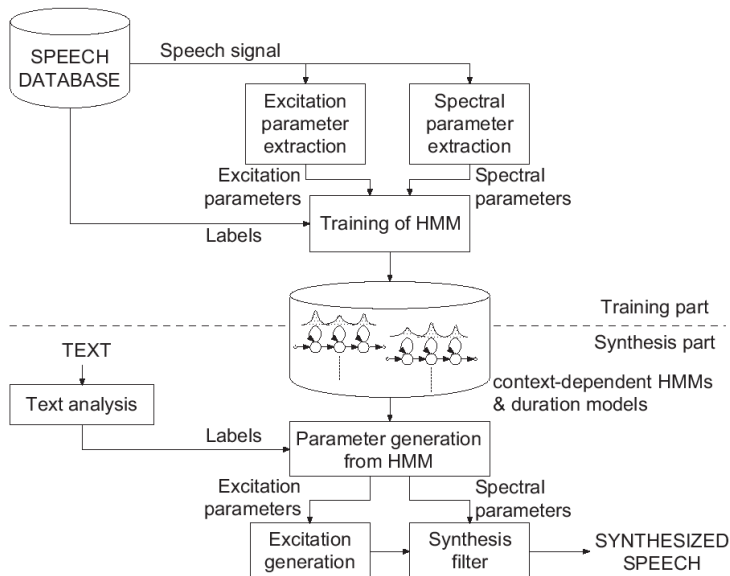 SPEECH
DATABASE
Speech signal
Excitation
parameter
extraction
Spectral
parameter
extraction
Excitation
parameters
Spectral
parameters
Labels
Training of HMM
Training part
Synthesis part
TEXT
Text analysis
context-dependent HMMs
& duration models
Labels
Parameter generation
from HMM
Excitation
parameters
Spectral
parameters
Excitation
generation
Synthesis
filter
SYNTHESIZED
SPEECH